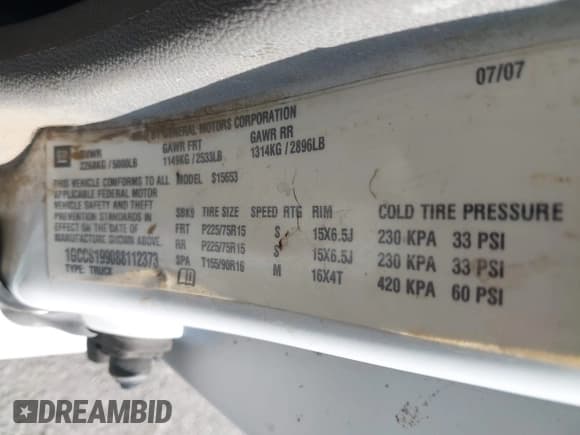 07/07
GENERAL MOTORS CORPORATION
GM GVWR GAWR FRT GAWR RR
2268KG / 5000LB 1149KG / 2533LB 1314KG / 2896LB
THIS VEHICLE CONFORMS TO ALL MODEL S15653
APPLICABLE FEDERAL MOTOR
VEHICLE SAFETY AND THEFT
PREVENTION STANDARDS IN
EFFECT ON THE DATE OF
MANUFACTURE SHOWN ABOVE.
1GCCS199088112373
TYPE: TRUCK
SBK9 TIRE SIZE SPEED RTG RIM COLD TIRE PRESSURE
FRT P225/75R15 S 15X6.5J 230 KPA 33 PSI
RR P225/75R15 S 15X6.5J 230 KPA 33 PSI
SPA T155/90R16 M 16X4T 420 KPA 60 PSI
DREAMBID